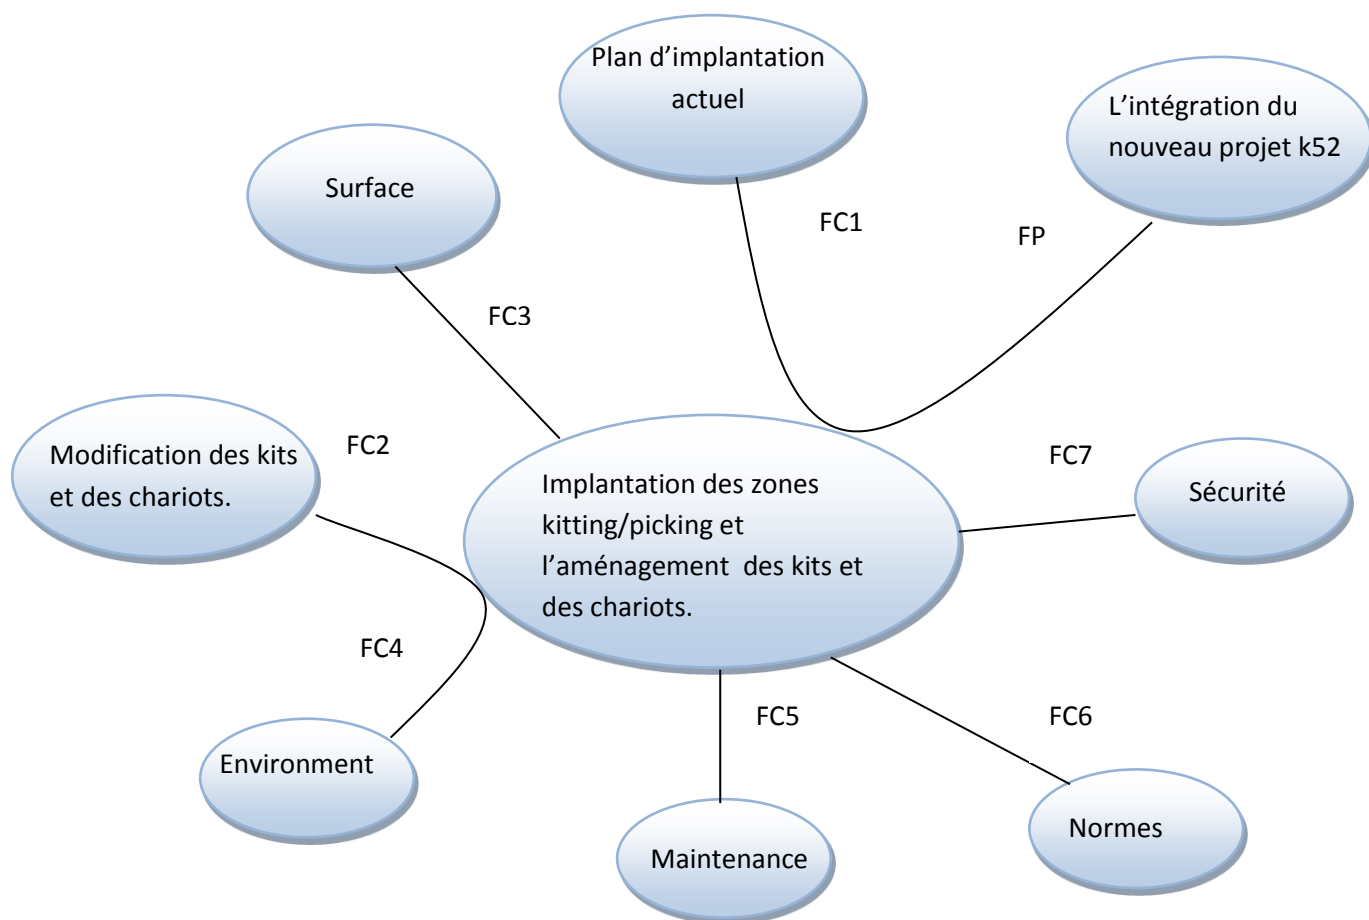 Plan d’implantation
actuel
L’intégration du
nouveau projet k52
Surface
FC1
FP
FC3
Modification des kits
et des chariots.
FC2
Implantation des zones
kitting/picking et
l’aménagement  des kits et
des chariots.
FC7
Sécurité
FC4
Environment
FC5
Maintenance
FC6
Normes